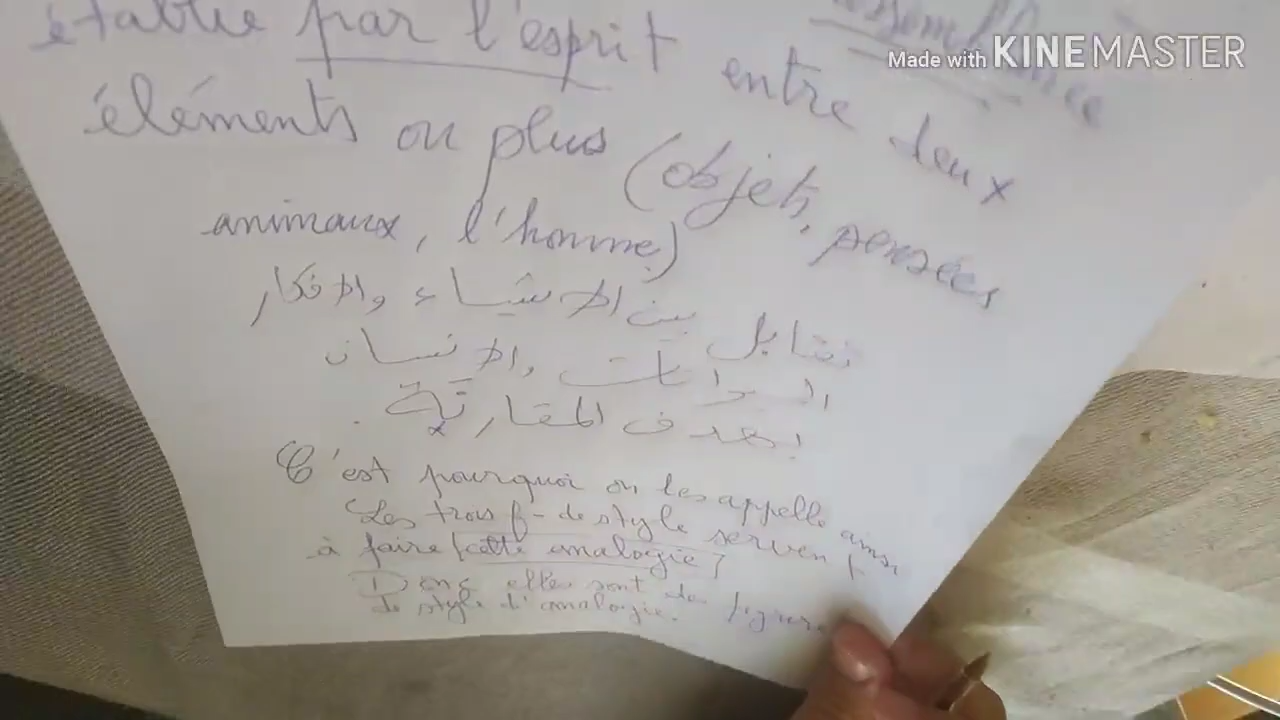 ressemblance
établie par l'esprit entre deux
éléments ou plus (objets, pensées
animaux, l'homme)
تقابل بين الأشياء والأفكار
والإنسان
بهدف المقارنة.
C'est pourquoi on les appelle ainsi
Les trois f- de style servent
à faire cette analogie
Donc elles sont des figures
de style d'analogie.
Made with KINEMASTER